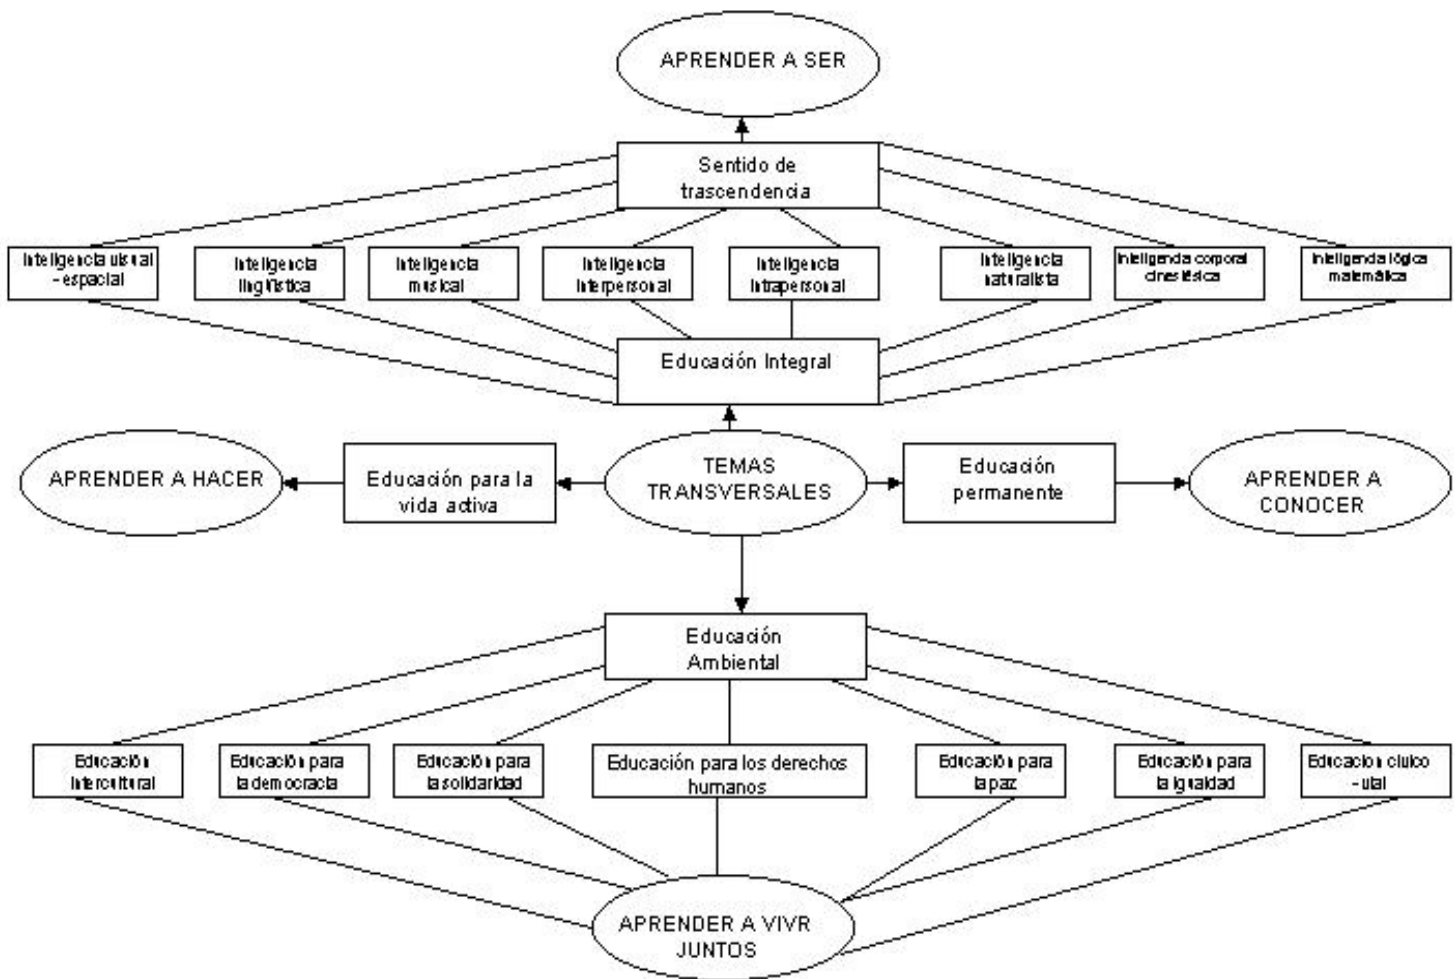 APRENDER A SER
Sentido de
trascendencia
Inteligencia visual
-espacial
Inteligencia
lingüística
Inteligencia
musical
Inteligencia
interpersonal
Inteligencia
intrapersonal
Inteligencia
naturalista
Inteligencia corporal
cinestésica
Inteligencia lógica
matemática
Educación Integral
APRENDER A HACER
Educación para la
vida activa
TEMAS
TRANSVERSALES
Educación
permanente
APRENDER A
CONOCER
Educación
Ambiental
Educación
intercultural
Educación para
la democracia
Educación para
la solidaridad
Educación para los derechos
humanos
Educación para
la paz
Educación para
la igualdad
Educación cívico
-vial
APRENDER A VIVR
JUNTOS